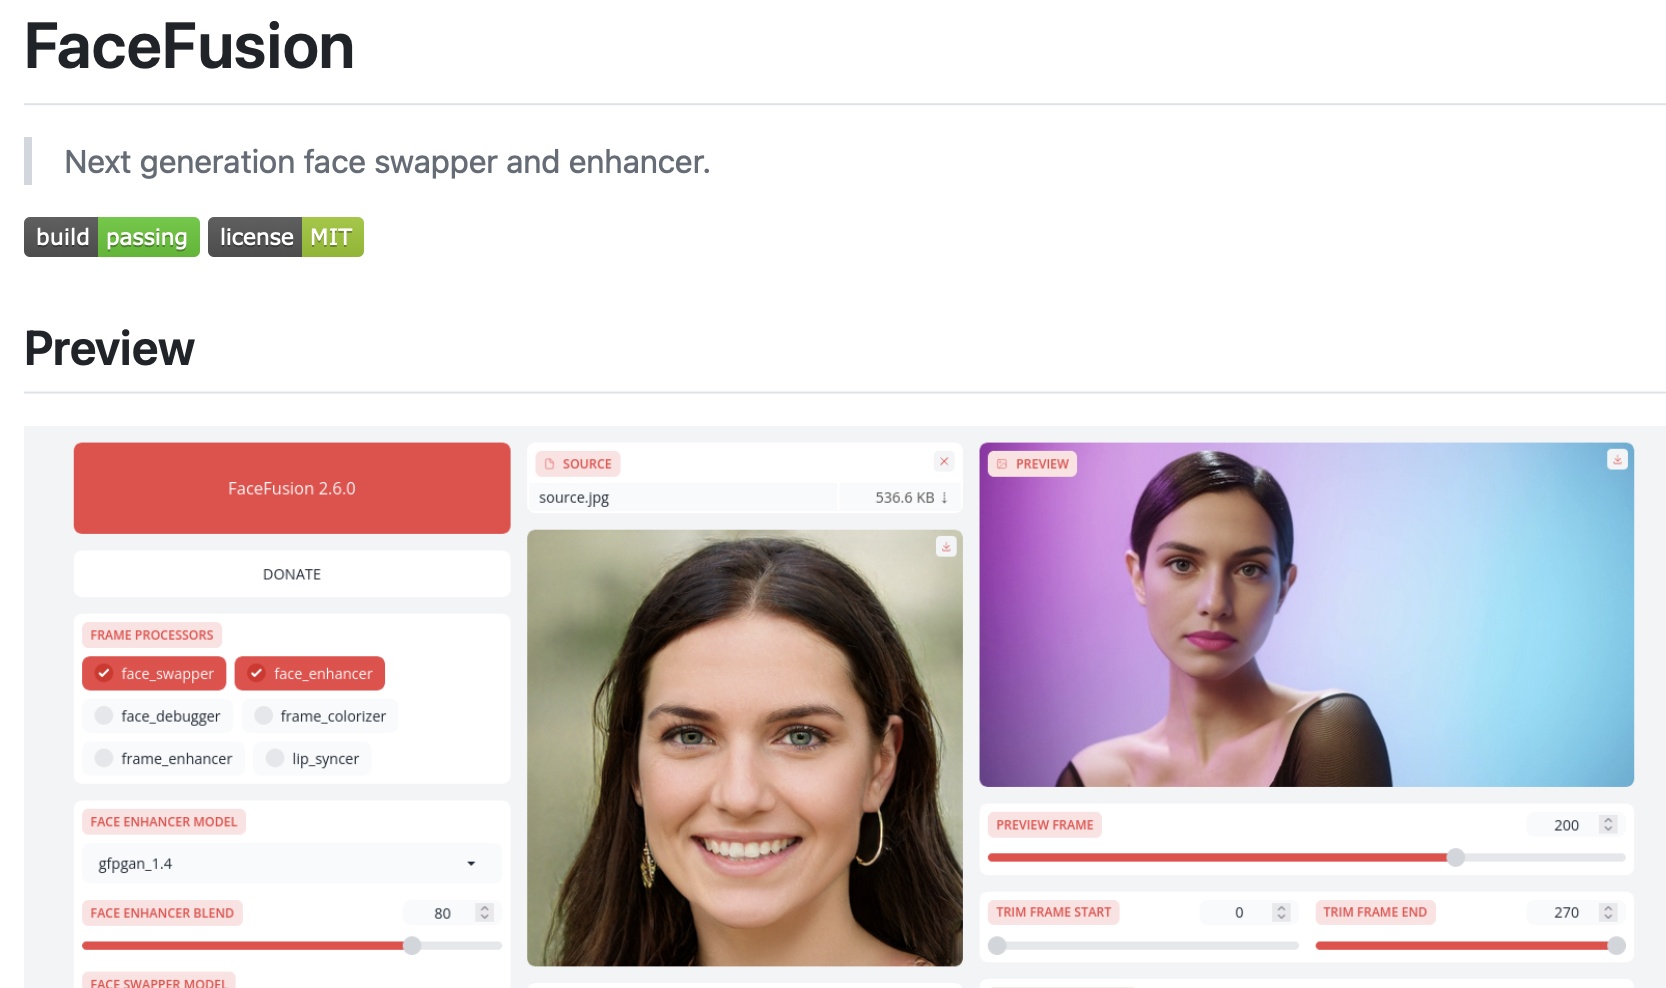 FaceFusion
Next generation face swapper and enhancer.
build passing license MIT
Preview
FaceFusion 2.6.0
DONATE
FRAME PROCESSORS
face_swapper face_enhancer
face_debugger frame_colorizer
frame_enhancer lip_syncer
FACE ENHANCER MODEL
gfpgan_1.4
FACE ENHANCER BLEND 80
FACE SWAPPER MODEL
SOURCE
source.jpg 536.6 KB ↓
PREVIEW
PREVIEW FRAME 200
TRIM FRAME START 0 TRIM FRAME END 270